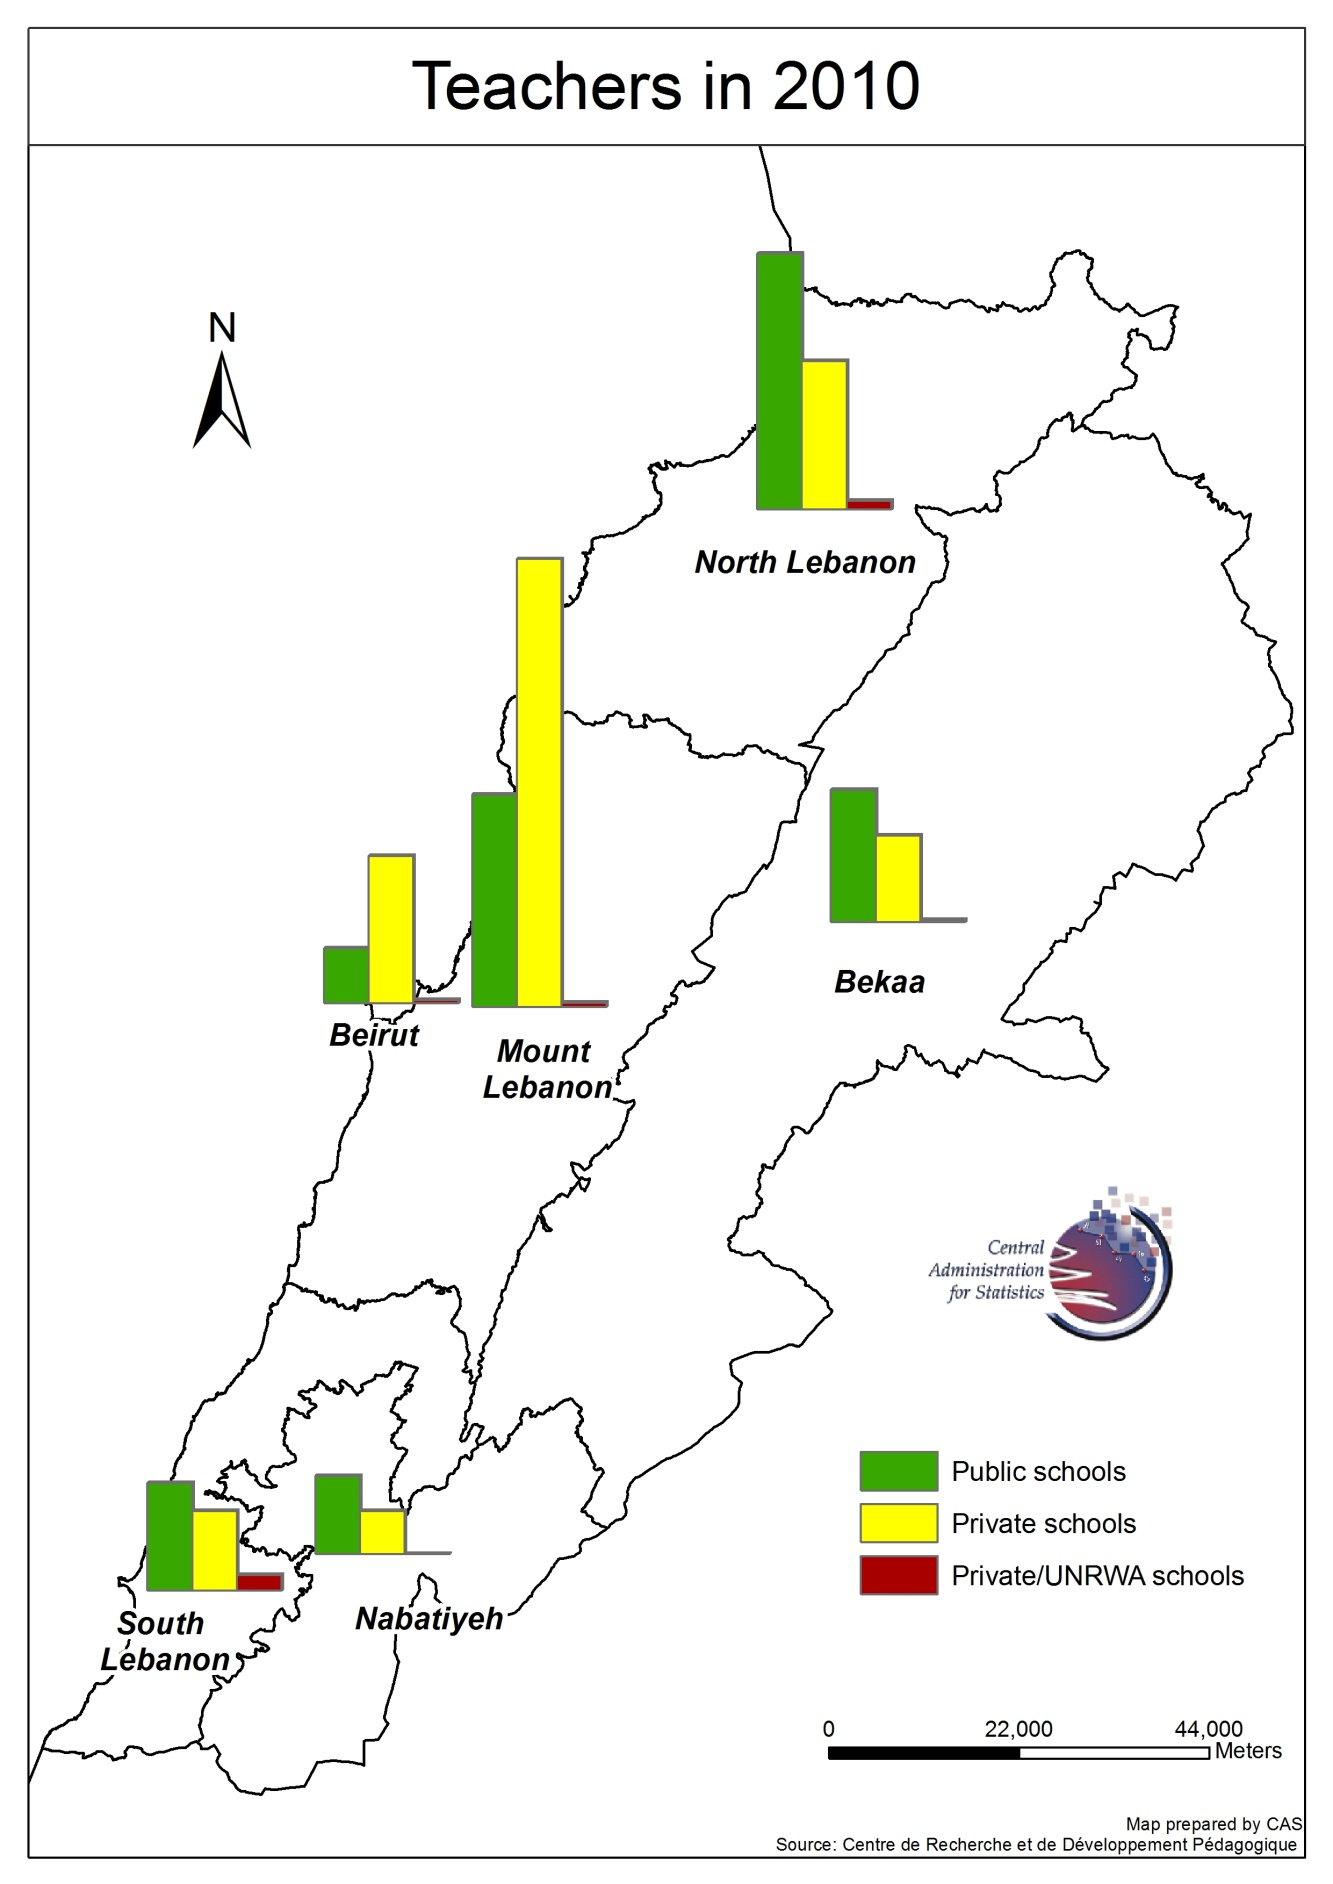 Teachers in 2010
N
North Lebanon
Bekaa
Beirut
Mount
Lebanon
Central
Administration
for Statistics
Public schools
Private schools
Private/UNRWA schools
South
Lebanon
Nabatiyeh
0 22,000 44,000
Meters
Map prepared by CAS
Source: Centre de Recherche et de Développement Pédagogique